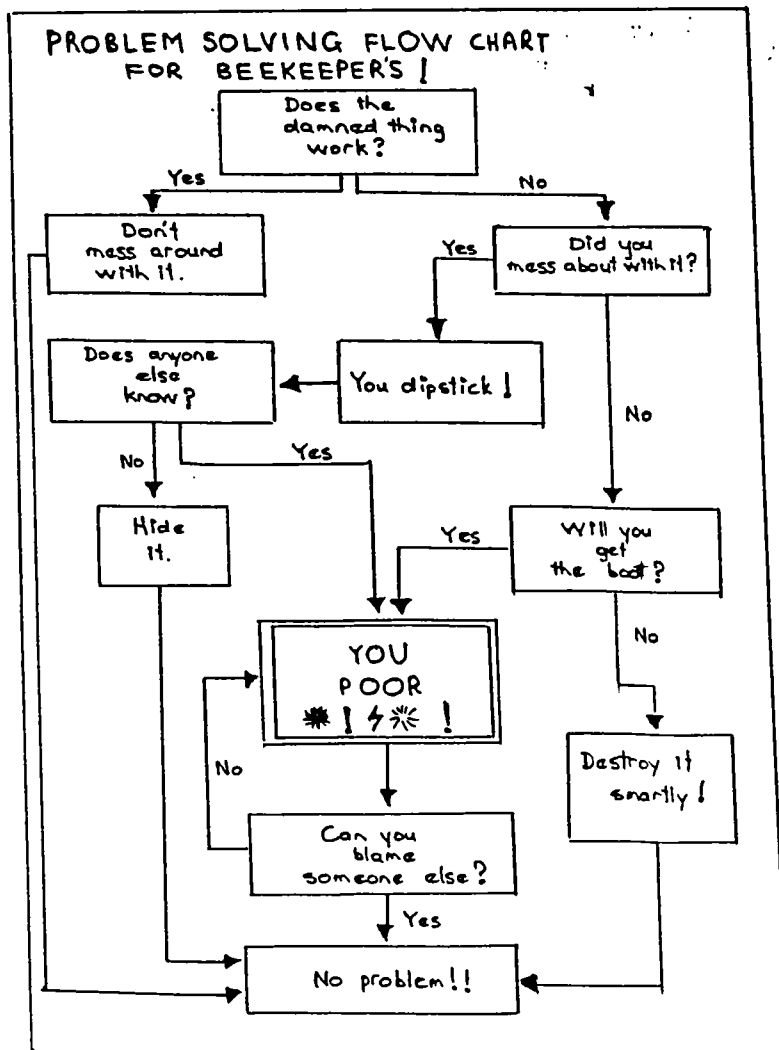 PROBLEM SOLVING FLOW CHART
FOR BEEKEEPER'S !
Does the
damned thing
work?
Yes
No
Don't
mess around
with it.
Did you
mess about with it?
Yes
Does anyone
else
know?
You dipstick !
No
No
Yes
Hide
it.
Yes
Will you
get
the boot?
No
YOU
POOR
! !
No
Destroy it
smartly !
Can you
blame
someone else?
Yes
No problem!!